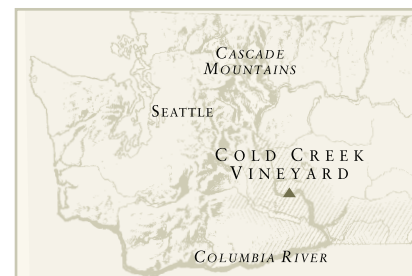 CASCADE
MOUNTAINS
SEATTLE
COLD CREEK
VINEYARD
COLUMBIA RIVER